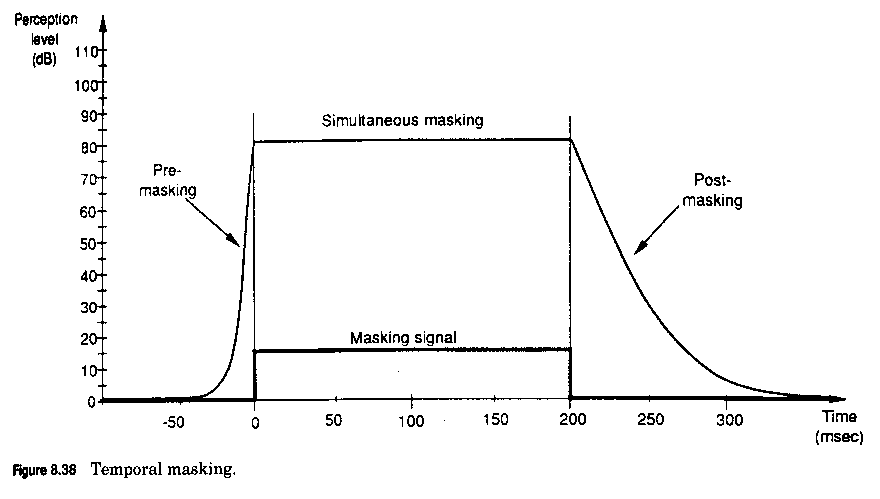 Perception
level
(dB)
110
100
90
80
70
60
50
40
30
20
10
0
Simultaneous masking
Pre-
masking
Post-
masking
Masking signal
-50 0 50 100 150 200 250 300 Time
(msec)
Figure 8.38 Temporal masking.